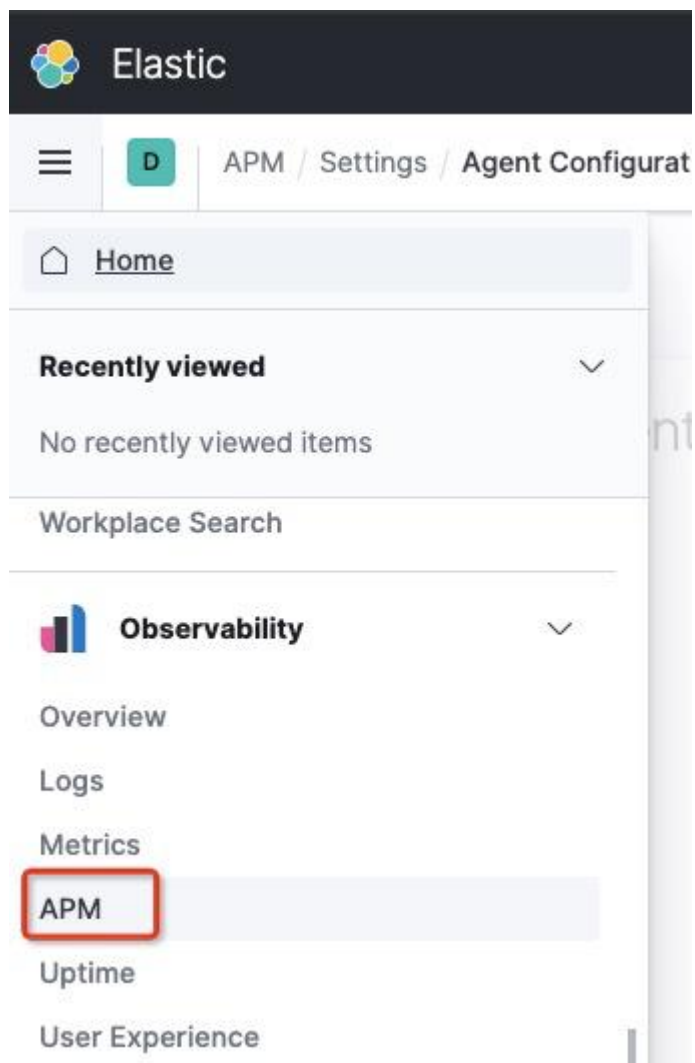 Elastic
D APM / Settings / Agent Configurat
Home
Recently viewed
No recently viewed items
nt
Workplace Search
Observability
Overview
Logs
Metrics
APM
Uptime
User Experience